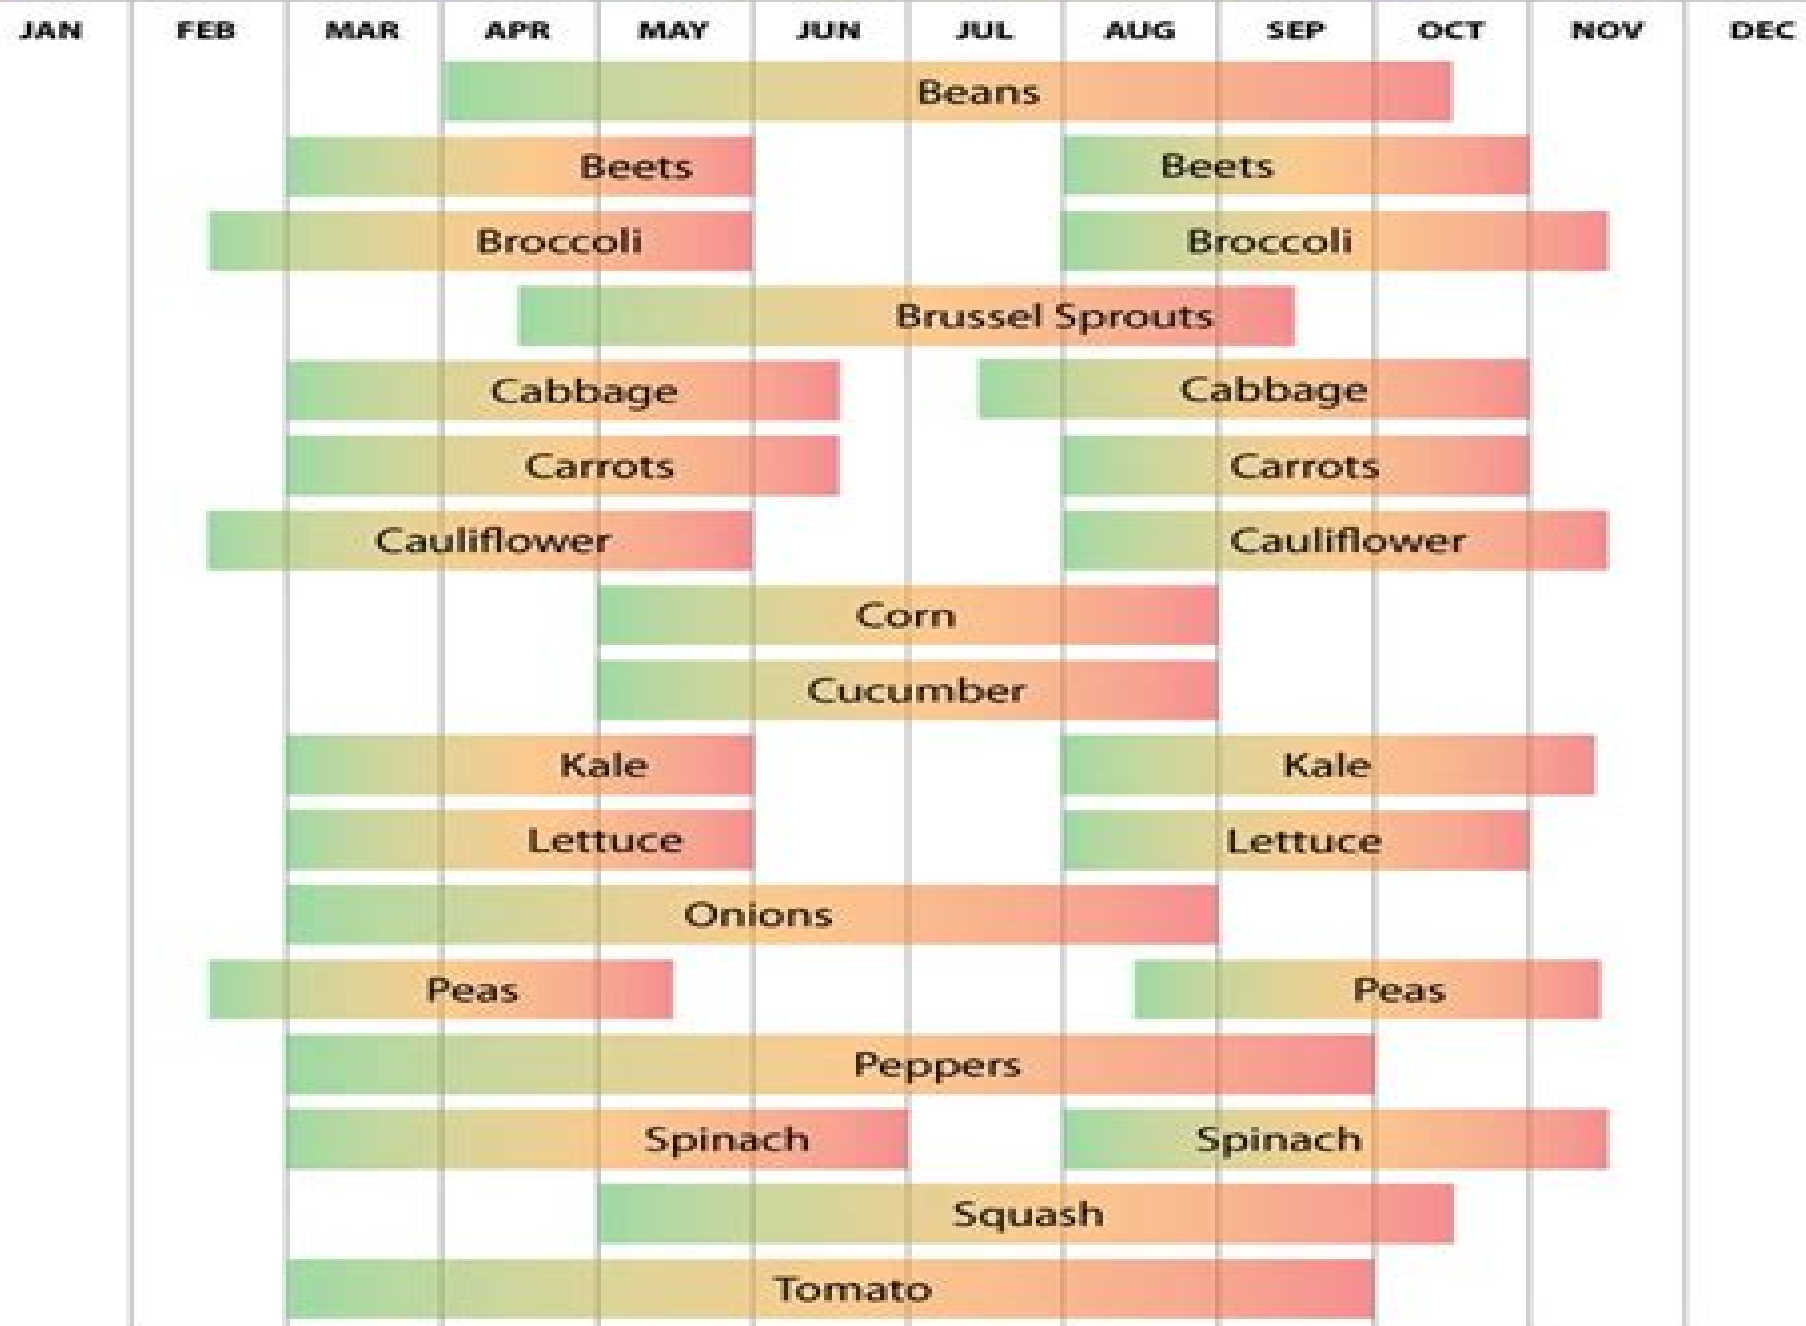 JAN FEB MAR APR MAY JUN JUL AUG SEP OCT NOV DEC
Beans
Beets Beets
Broccoli Broccoli
Brussel Sprouts
Cabbage Cabbage
Carrots Carrots
Cauliflower Cauliflower
Corn
Cucumber
Kale Kale
Lettuce Lettuce
Onions
Peas Peas
Peppers
Spinach Spinach
Squash
Tomato